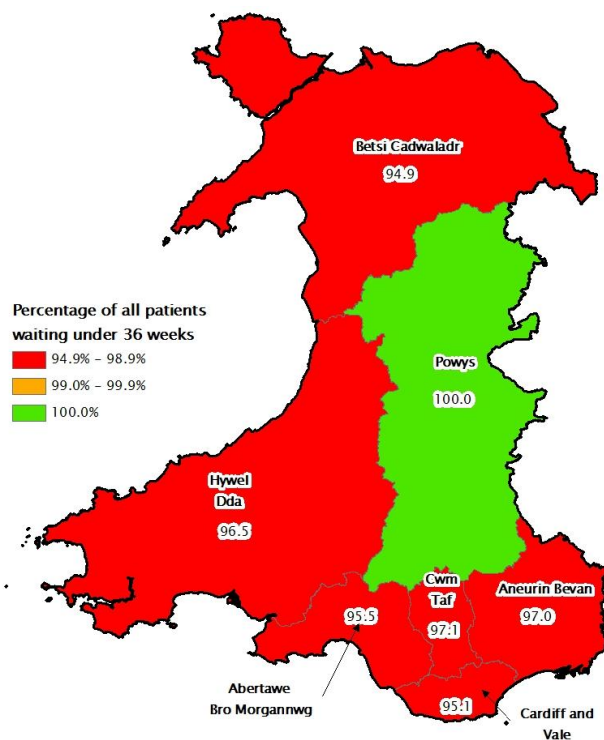 Betsi Cadwaladr
94.9
Percentage of all patients
waiting under 36 weeks
94.9% - 98.9%
99.0% - 99.9%
100.0%
Powys
100.0
Hywel
Dda
96.5
Cwm
Taf
97.1
Aneurin Bevan
97.0
95.5
Abertawe
Bro Morgannwg
95.1
Cardiff and
Vale